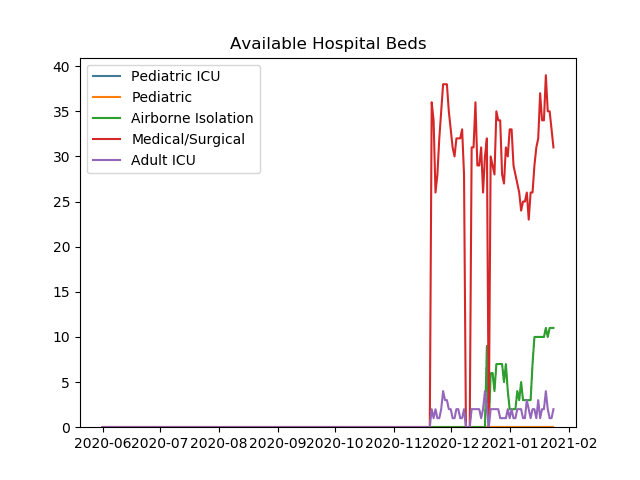 Available Hospital Beds
40
35
30
25
20
15
10
5
0
Pediatric ICU
Pediatric
Airborne Isolation
Medical/Surgical
Adult ICU
2020-06 2020-07 2020-08 2020-09 2020-10 2020-11 2020-12 2021-01 2021-02